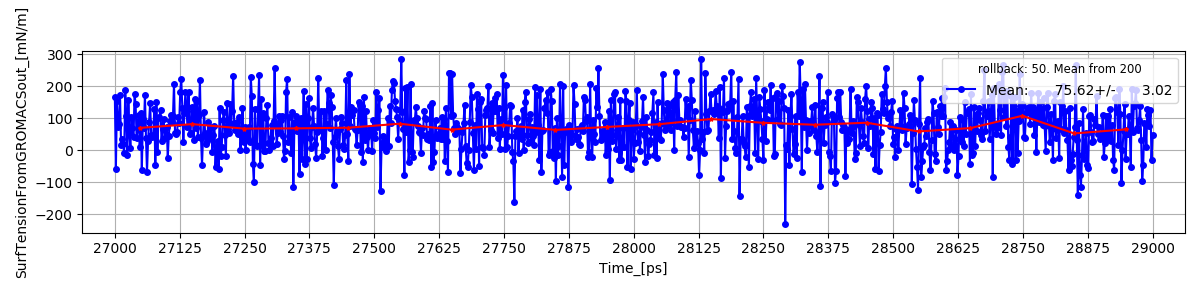 SurfTensionFromGROMACSout_[mN/m]
300
200
100
0
−100
−200
rollback: 50. Mean from 200
Mean: 75.62+/- 3.02
27000 27125 27250 27375 27500 27625 27750 27875 28000 28125 28250 28375 28500 28625 28750 28875 29000
Time_[ps]